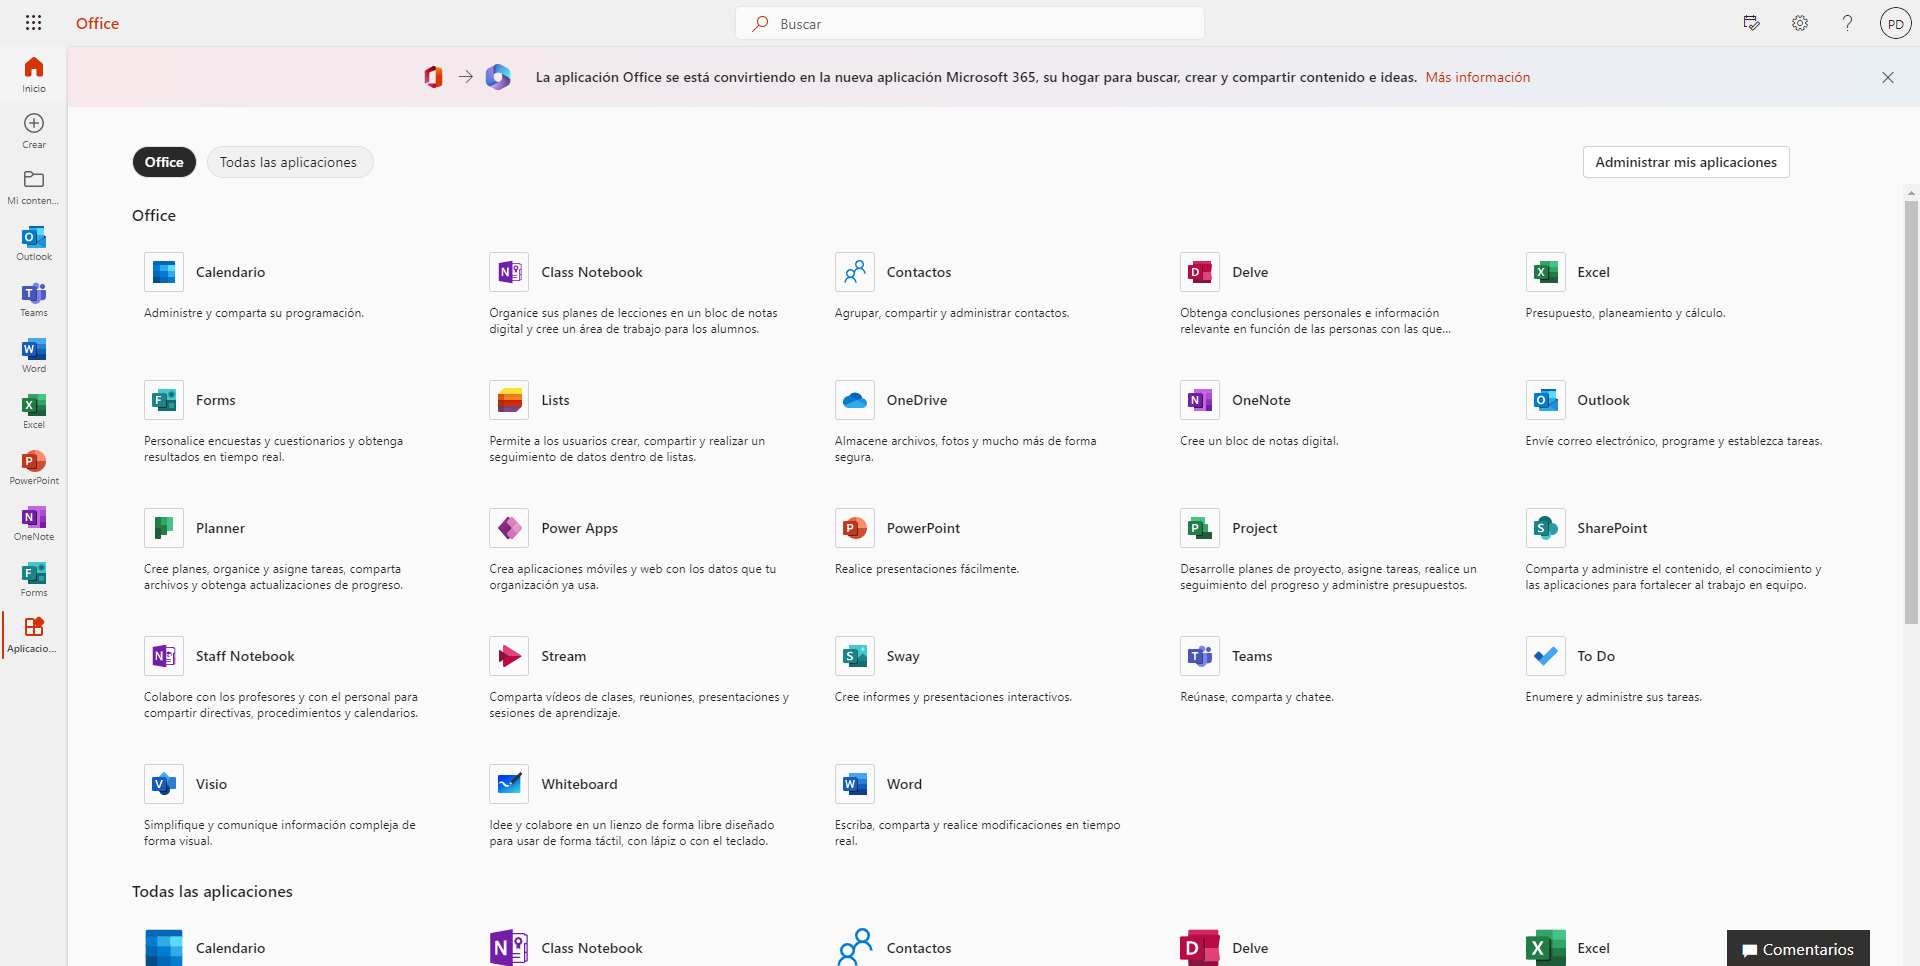 Office
Buscar
PD
Inicio
Crear
Mi conten...
Outlook
Teams
Word
Excel
PowerPoint
OneNote
Forms
Aplicacio...
La aplicación Office se está convirtiendo en la nueva aplicación Microsoft 365, su hogar para buscar, crear y compartir contenido e ideas. Más información
Office
Todas las aplicaciones
Administrar mis aplicaciones
Office
Calendario
Administre y comparta su programación.
Class Notebook
Organice sus planes de lecciones en un bloc de notas
digital y cree un área de trabajo para los alumnos.
Contactos
Agrupar, compartir y administrar contactos.
Delve
Obtenga conclusiones personales e información
relevante en función de las personas con las que...
Excel
Presupuesto, planeamiento y cálculo.
Forms
Personalice encuestas y cuestionarios y obtenga
resultados en tiempo real.
Lists
Permite a los usuarios crear, compartir y realizar un
seguimiento de datos dentro de listas.
OneDrive
Almacene archivos, fotos y mucho más de forma
segura.
OneNote
Cree un bloc de notas digital.
Outlook
Envíe correo electrónico, programe y establezca tareas.
Planner
Cree planes, organice y asigne tareas, comparta
archivos y obtenga actualizaciones de progreso.
Power Apps
Crea aplicaciones móviles y web con los datos que tu
organización ya usa.
PowerPoint
Realice presentaciones fácilmente.
Project
Desarrolle planes de proyecto, asigne tareas, realice un
seguimiento del progreso y administre presupuestos.
SharePoint
Comparta y administre el contenido, el conocimiento y
las aplicaciones para fortalecer al trabajo en equipo.
Staff Notebook
Colabore con los profesores y con el personal para
compartir directivas, procedimientos y calendarios.
Stream
Comparta vídeos de clases, reuniones, presentaciones y
sesiones de aprendizaje.
Sway
Cree informes y presentaciones interactivos.
Teams
Reúnase, comparta y chatee.
To Do
Enumere y administre sus tareas.
Visio
Simplifique y comunique información compleja de
forma visual.
Whiteboard
Idee y colabore en un lienzo de forma libre diseñado
para usar de forma táctil, con lápiz o con el teclado.
Word
Escriba, comparta y realice modificaciones en tiempo
real.
Todas las aplicaciones
Calendario
Class Notebook
Contactos
Delve
Excel
Comentarios